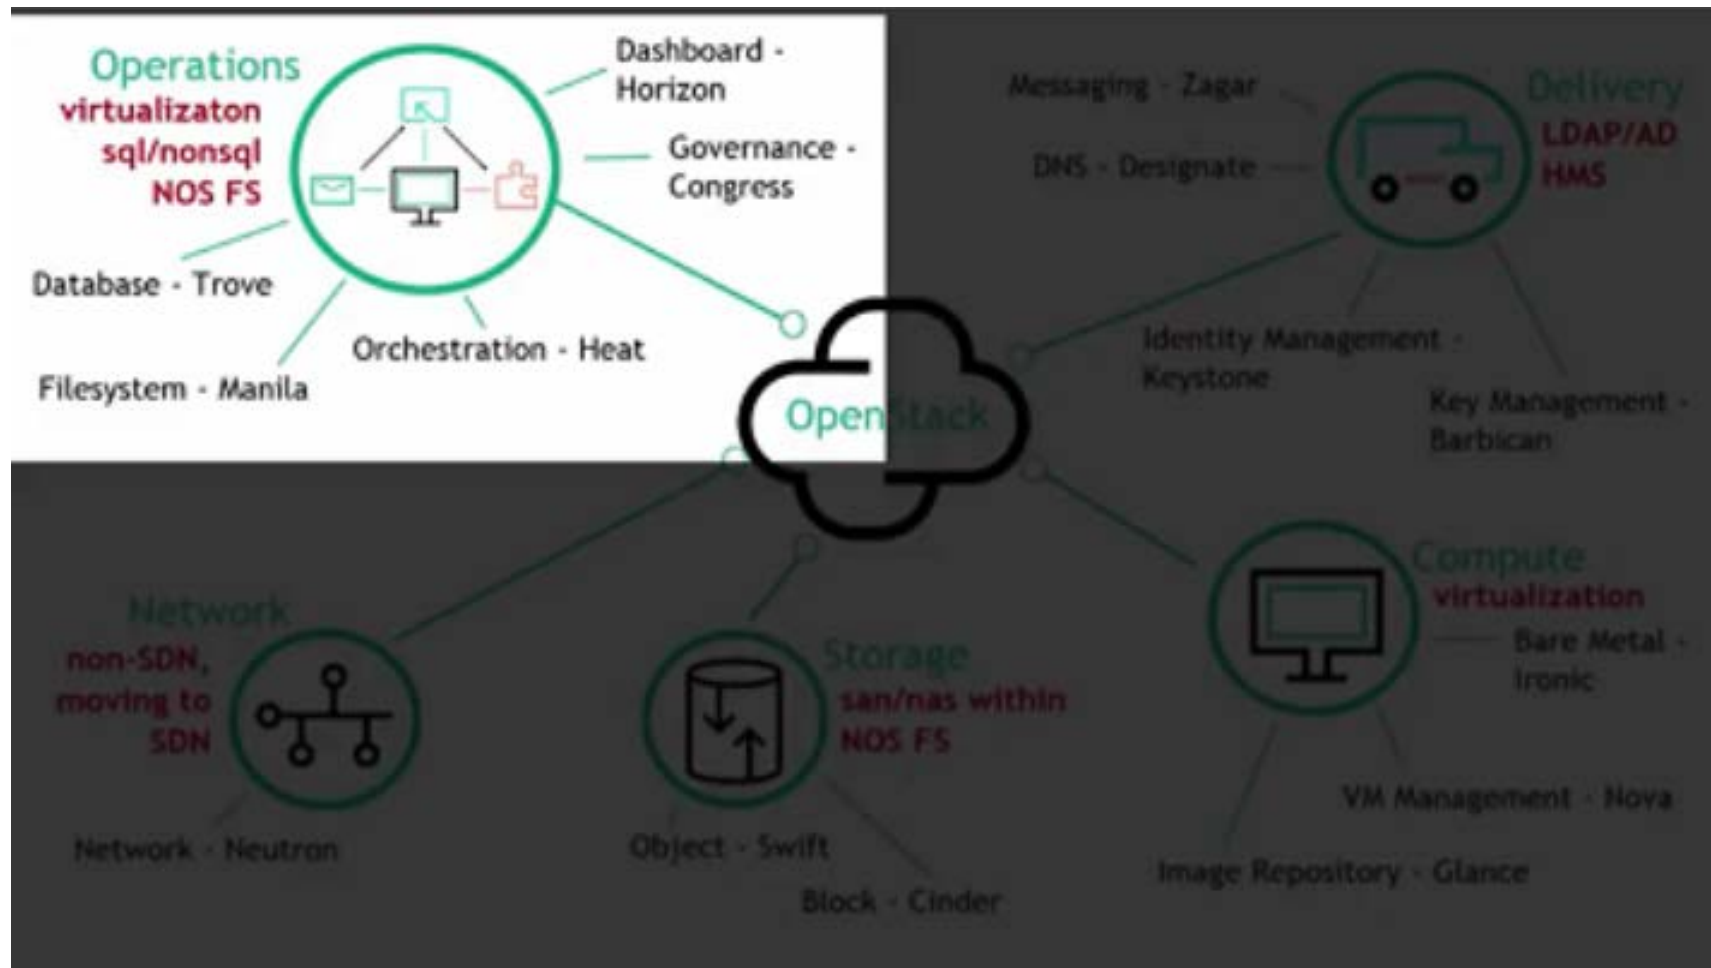 Operations
virtualizaton
sql/nonsql
NOS FS
Dashboard -
Horizon
Governance -
Congress
Database - Trove
Filesystem - Manila
Orchestration - Heat
OpenStack
Messaging - Zagar
DNS - Designate
Delivery
LDAP/AD
HMS
Identity Management -
Keystone
Key Management -
Barbican
Network
non-SDN,
moving to
SDN
Network - Neutron
Storage
san/nas within
NOS FS
Object - Swift
Block - Cinder
Compute
virtualization
Bare Metal -
Ironic
VM Management - Nova
Image Repository - Glance